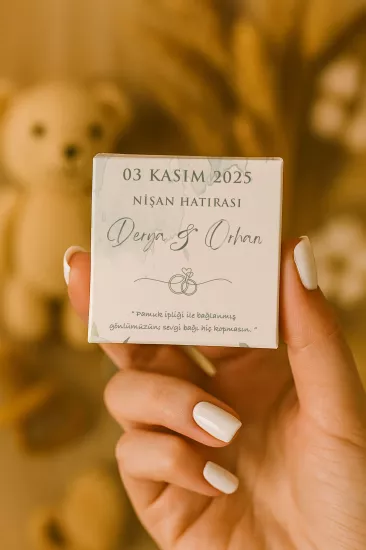 03 KASIM 2025
NİŞAN HATIRASI
Derya & Orhan
"Pamuk ipliği ile bağlanmış
gönlümüzün; sevgi bağı hiç kopmasın."